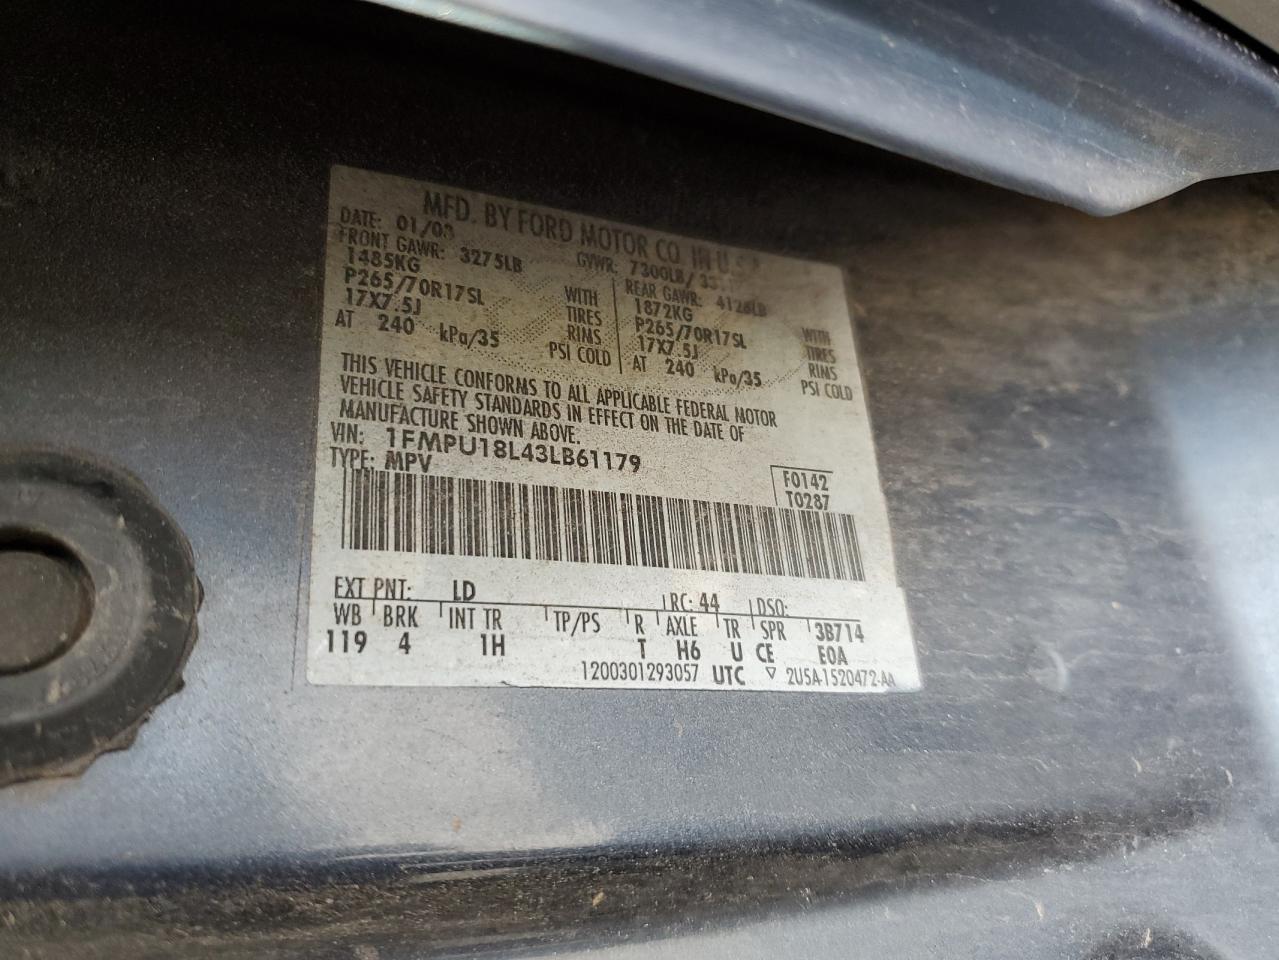 MFD. BY FORD MOTOR CO. IN U.S.A.
DATE: 01/03 GVWR: 7300LB/
FRONT GAWR: 3275LB REAR GAWR: 4128LB
1485KG WITH 1872KG WITH
P265/70R17SL TIRES P265/70R17SL TIRES
17X7.5J RIMS 17X7.5J RIMS
AT 240 kPa/35 PSI COLD AT 240 kPa/35 PSI COLD
THIS VEHICLE CONFORMS TO ALL APPLICABLE FEDERAL MOTOR
VEHICLE SAFETY STANDARDS IN EFFECT ON THE DATE OF
MANUFACTURE SHOWN ABOVE.
VIN: 1FMPU18L43LB61179
TYPE: MPV
F0142
T0287
EXT PNT: LD RC: 44 DSO:
WB BRK INT TR TP/PS R AXLE TR SPR 3B714
119 4 1H T H6 U CE E0A
1200301293057 UTC ▽ 2U5A-1520472-AA